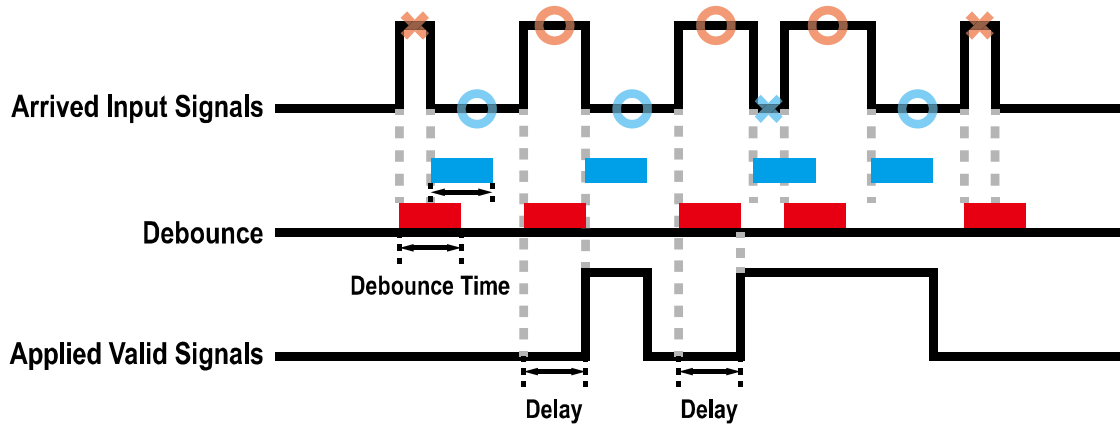 Arrived Input Signals
Debounce
Debounce Time
Applied Valid Signals
Delay
Delay